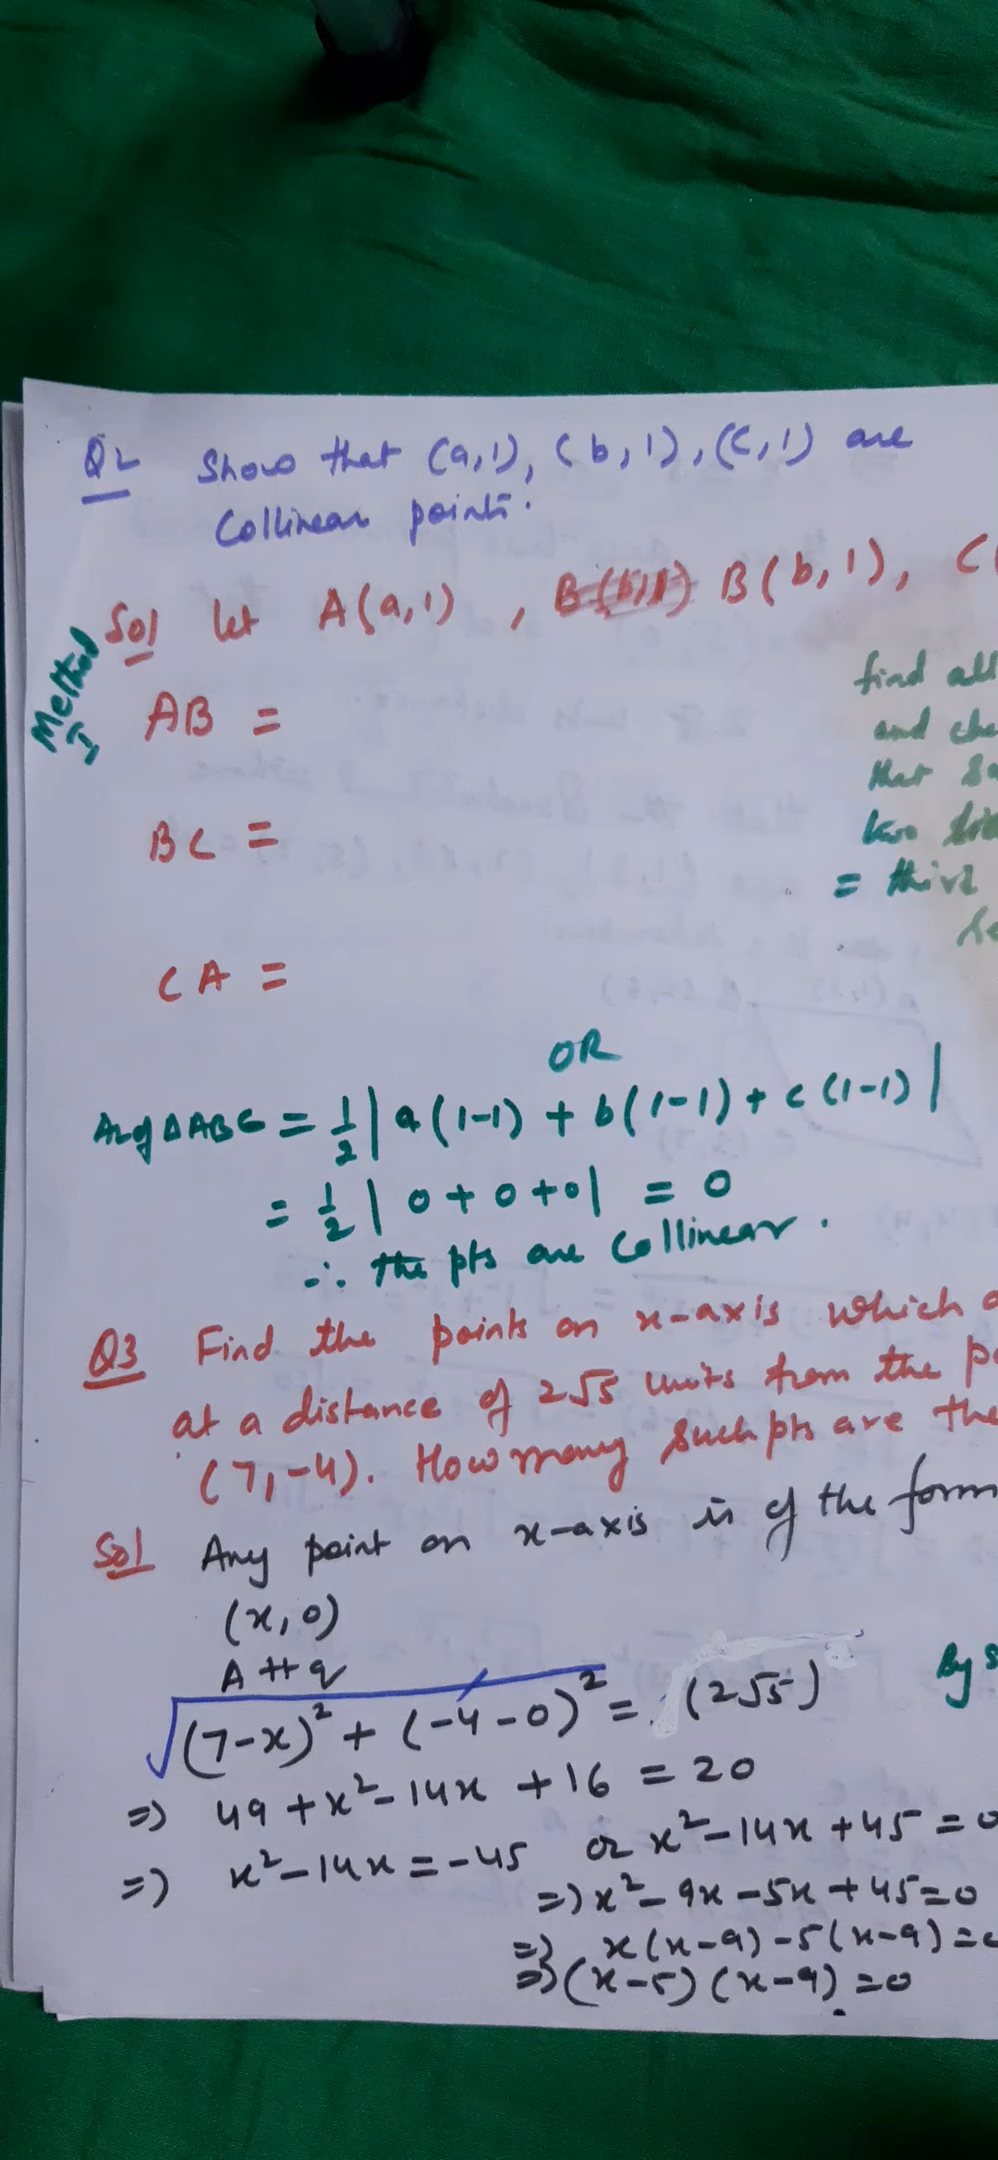 Q2 Show that (a,1), (b,1), (c,1) are
Collinear points.
Sol let A(a,1), B(b,1) B(b,1), C(
Method I
AB =
find all
and che
that So
two
BC =
= third
CA =
OR
Ar of ΔABC = 1/2 | a(1-1) + b(1-1) + c(1-1) |
= 1/2 | 0 + 0 + 0 | = 0
∴ the pts are Collinear.
Q3 Find the points on x-axis which a
at a distance of 2√5 units from the po
(7,-4). How many such pts are the
Sol Any point on x-axis is of the form
(x,0)
A ttq
√(7-x)² + (-4-0)² = (2√5)
By s
=> 49 + x² - 14x + 16 = 20
=> x² - 14x = -45 or x² - 14x + 45 = 0
=> x² - 9x - 5x + 45 = 0
=> x(x-9) - 5(x-9) = 0
=> (x-5) (x-9) = 0